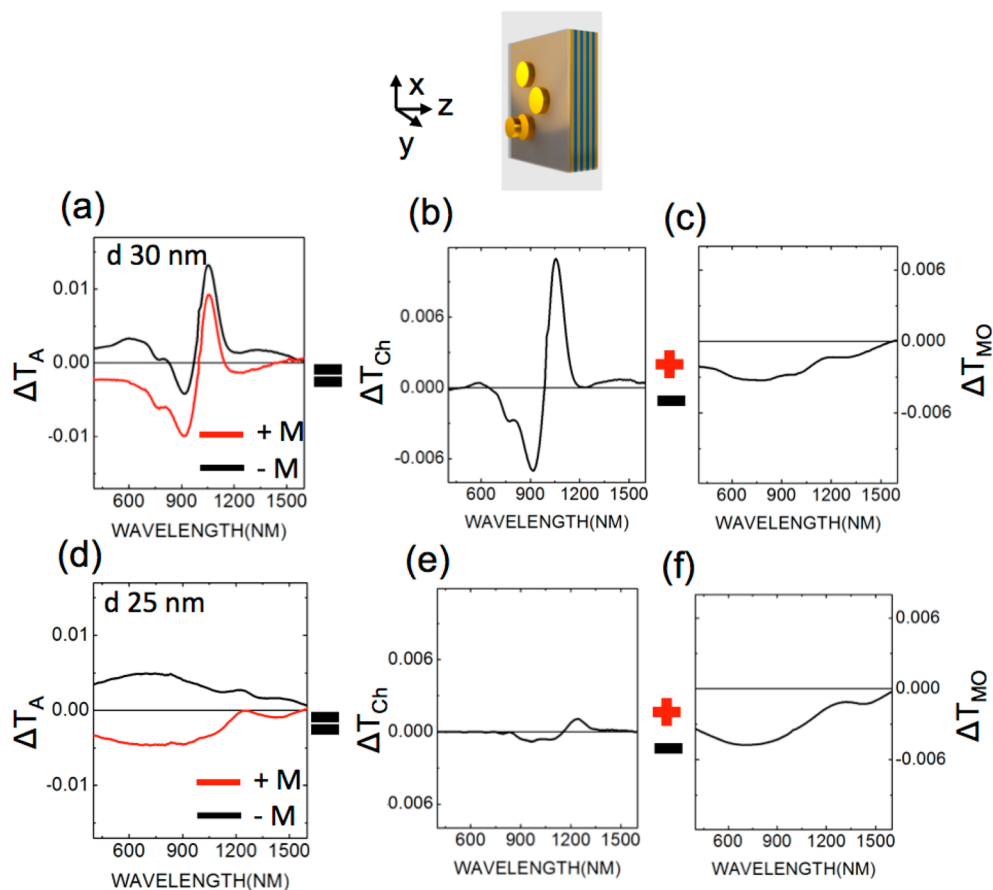 x
z
y
(a)
(b)
(c)
d 30 nm
0.01
0.00
-0.01
ΔT_A
+ M
- M
600 900 1200 1500
WAVELENGTH(NM)
=
0.006
0.000
-0.006
ΔT_Ch
600 900 1200 1500
WAVELENGTH(NM)
+
-
0.006
0.000
-0.006
ΔT_MO
600 900 1200 1500
WAVELENGTH(NM)
(d)
(e)
(f)
d 25 nm
0.01
0.00
-0.01
ΔT_A
+ M
- M
600 900 1200 1500
WAVELENGTH(NM)
=
0.006
0.000
0.006
ΔT_Ch
600 900 1200 1500
WAVELENGTH(NM)
+
-
0.006
0.000
-0.006
ΔT_MO
600 900 1200 1500
WAVELENGTH(NM)